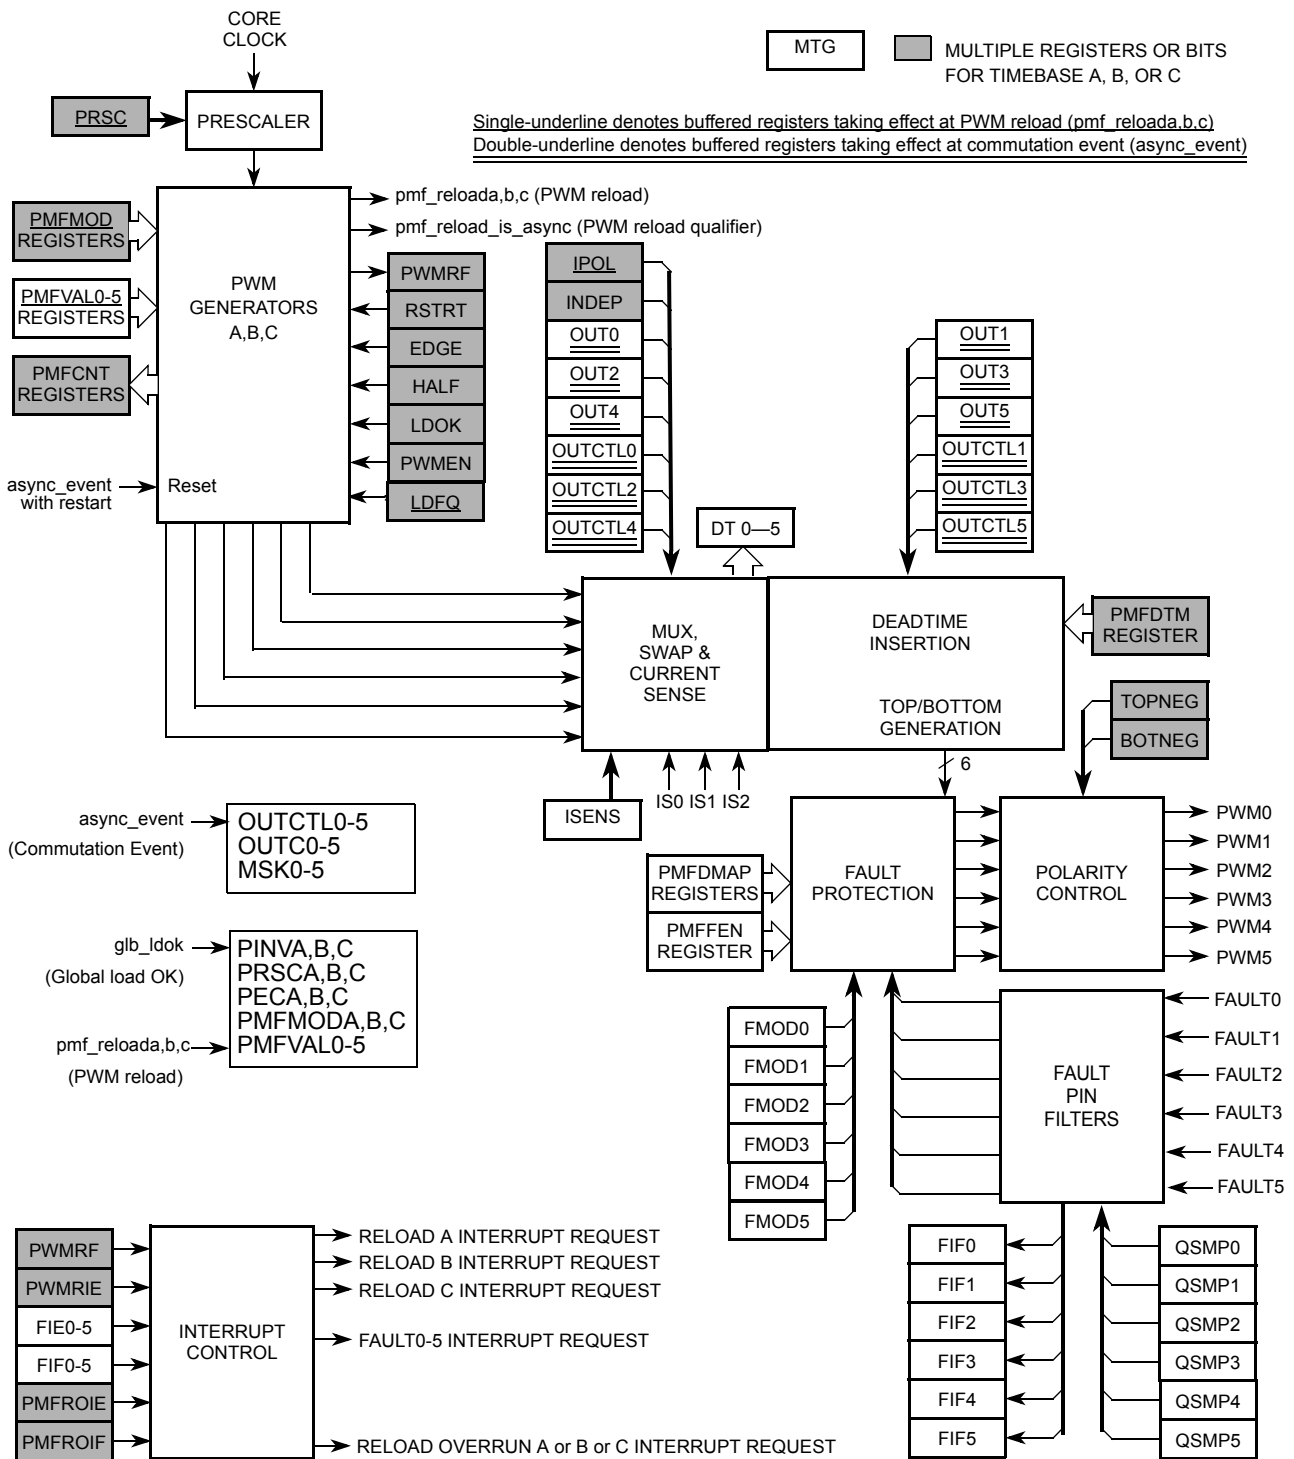 CORE
CLOCK
MTG
MULTIPLE REGISTERS OR BITS
FOR TIMEBASE A, B, OR C
PRSC
PRESCALER
Single-underline denotes buffered registers taking effect at PWM reload (pmf_reloada,b,c)
Double-underline denotes buffered registers taking effect at commutation event (async_event)
PMFMOD
REGISTERS
PMFVAL0-5
REGISTERS
PMFCNT
REGISTERS
async_event
with restart
Reset
PWM
GENERATORS
A,B,C
pmf_reloada,b,c (PWM reload)
pmf_reload_is_async (PWM reload qualifier)
PWMRF
RSTRT
EDGE
HALF
LDOK
PWMEN
LDFQ
IPOL
INDEP
OUT0
OUT2
OUT4
OUTCTL0
OUTCTL2
OUTCTL4
DT 0—5
OUT1
OUT3
OUT5
OUTCTL1
OUTCTL3
OUTCTL5
MUX,
SWAP &
CURRENT
SENSE
DEADTIME
INSERTION
TOP/BOTTOM
GENERATION
PMFDTM
REGISTER
TOPNEG
BOTNEG
6
ISENS
IS0 IS1 IS2
async_event
(Commutation Event)
OUTCTL0-5
OUTC0-5
MSK0-5
glb_ldok
(Global load OK)
pmf_reloada,b,c
(PWM reload)
PINVA,B,C
PRSCA,B,C
PECA,B,C
PMFMODA,B,C
PMFVAL0-5
PMFDMAP
REGISTERS
PMFFEN
REGISTER
FAULT
PROTECTION
POLARITY
CONTROL
PWM0
PWM1
PWM2
PWM3
PWM4
PWM5
FMOD0
FMOD1
FMOD2
FMOD3
FMOD4
FMOD5
FAULT
PIN
FILTERS
FAULT0
FAULT1
FAULT2
FAULT3
FAULT4
FAULT5
FIF0
FIF1
FIF2
FIF3
FIF4
FIF5
QSMP0
QSMP1
QSMP2
QSMP3
QSMP4
QSMP5
PWMRF
PWMRIE
FIE0-5
FIF0-5
PMFROIE
PMFROIF
INTERRUPT
CONTROL
RELOAD A INTERRUPT REQUEST
RELOAD B INTERRUPT REQUEST
RELOAD C INTERRUPT REQUEST
FAULT0-5 INTERRUPT REQUEST
RELOAD OVERRUN A or B or C INTERRUPT REQUEST